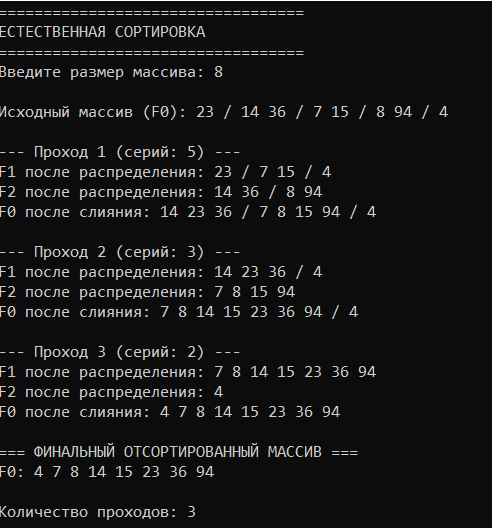 ==================================
ЕСТЕСТВЕННАЯ СОРТИРОВКА
==================================
Введите размер массива: 8
Исходный массив (F0): 23 / 14 36 / 7 15 / 8 94 / 4
--- Проход 1 (серий: 5) ---
F1 после распределения: 23 / 7 15 / 4
F2 после распределения: 14 36 / 8 94
F0 после слияния: 14 23 36 / 7 8 15 94 / 4
--- Проход 2 (серий: 3) ---
F1 после распределения: 14 23 36 / 4
F2 после распределения: 7 8 15 94
F0 после слияния: 7 8 14 15 23 36 94 / 4
--- Проход 3 (серий: 2) ---
F1 после распределения: 7 8 14 15 23 36 94
F2 после распределения: 4
F0 после слияния: 4 7 8 14 15 23 36 94
=== ФИНАЛЬНЫЙ ОТСОРТИРОВАННЫЙ МАССИВ ===
F0: 4 7 8 14 15 23 36 94
Количество проходов: 3